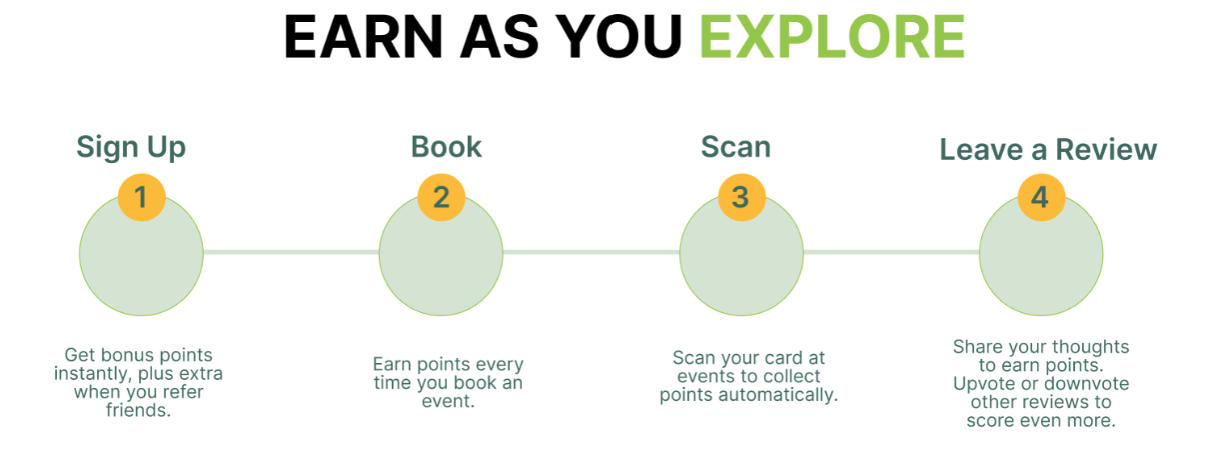 EARN AS YOU EXPLORE
Sign Up
1
Get bonus points
instantly, plus extra
when you refer
friends.
Book
2
Earn points every
time you book an
event.
Scan
3
Scan your card at
events to collect
points automatically.
Leave a Review
4
Share your thoughts
to earn points.
Upvote or downvote
other reviews to
score even more.